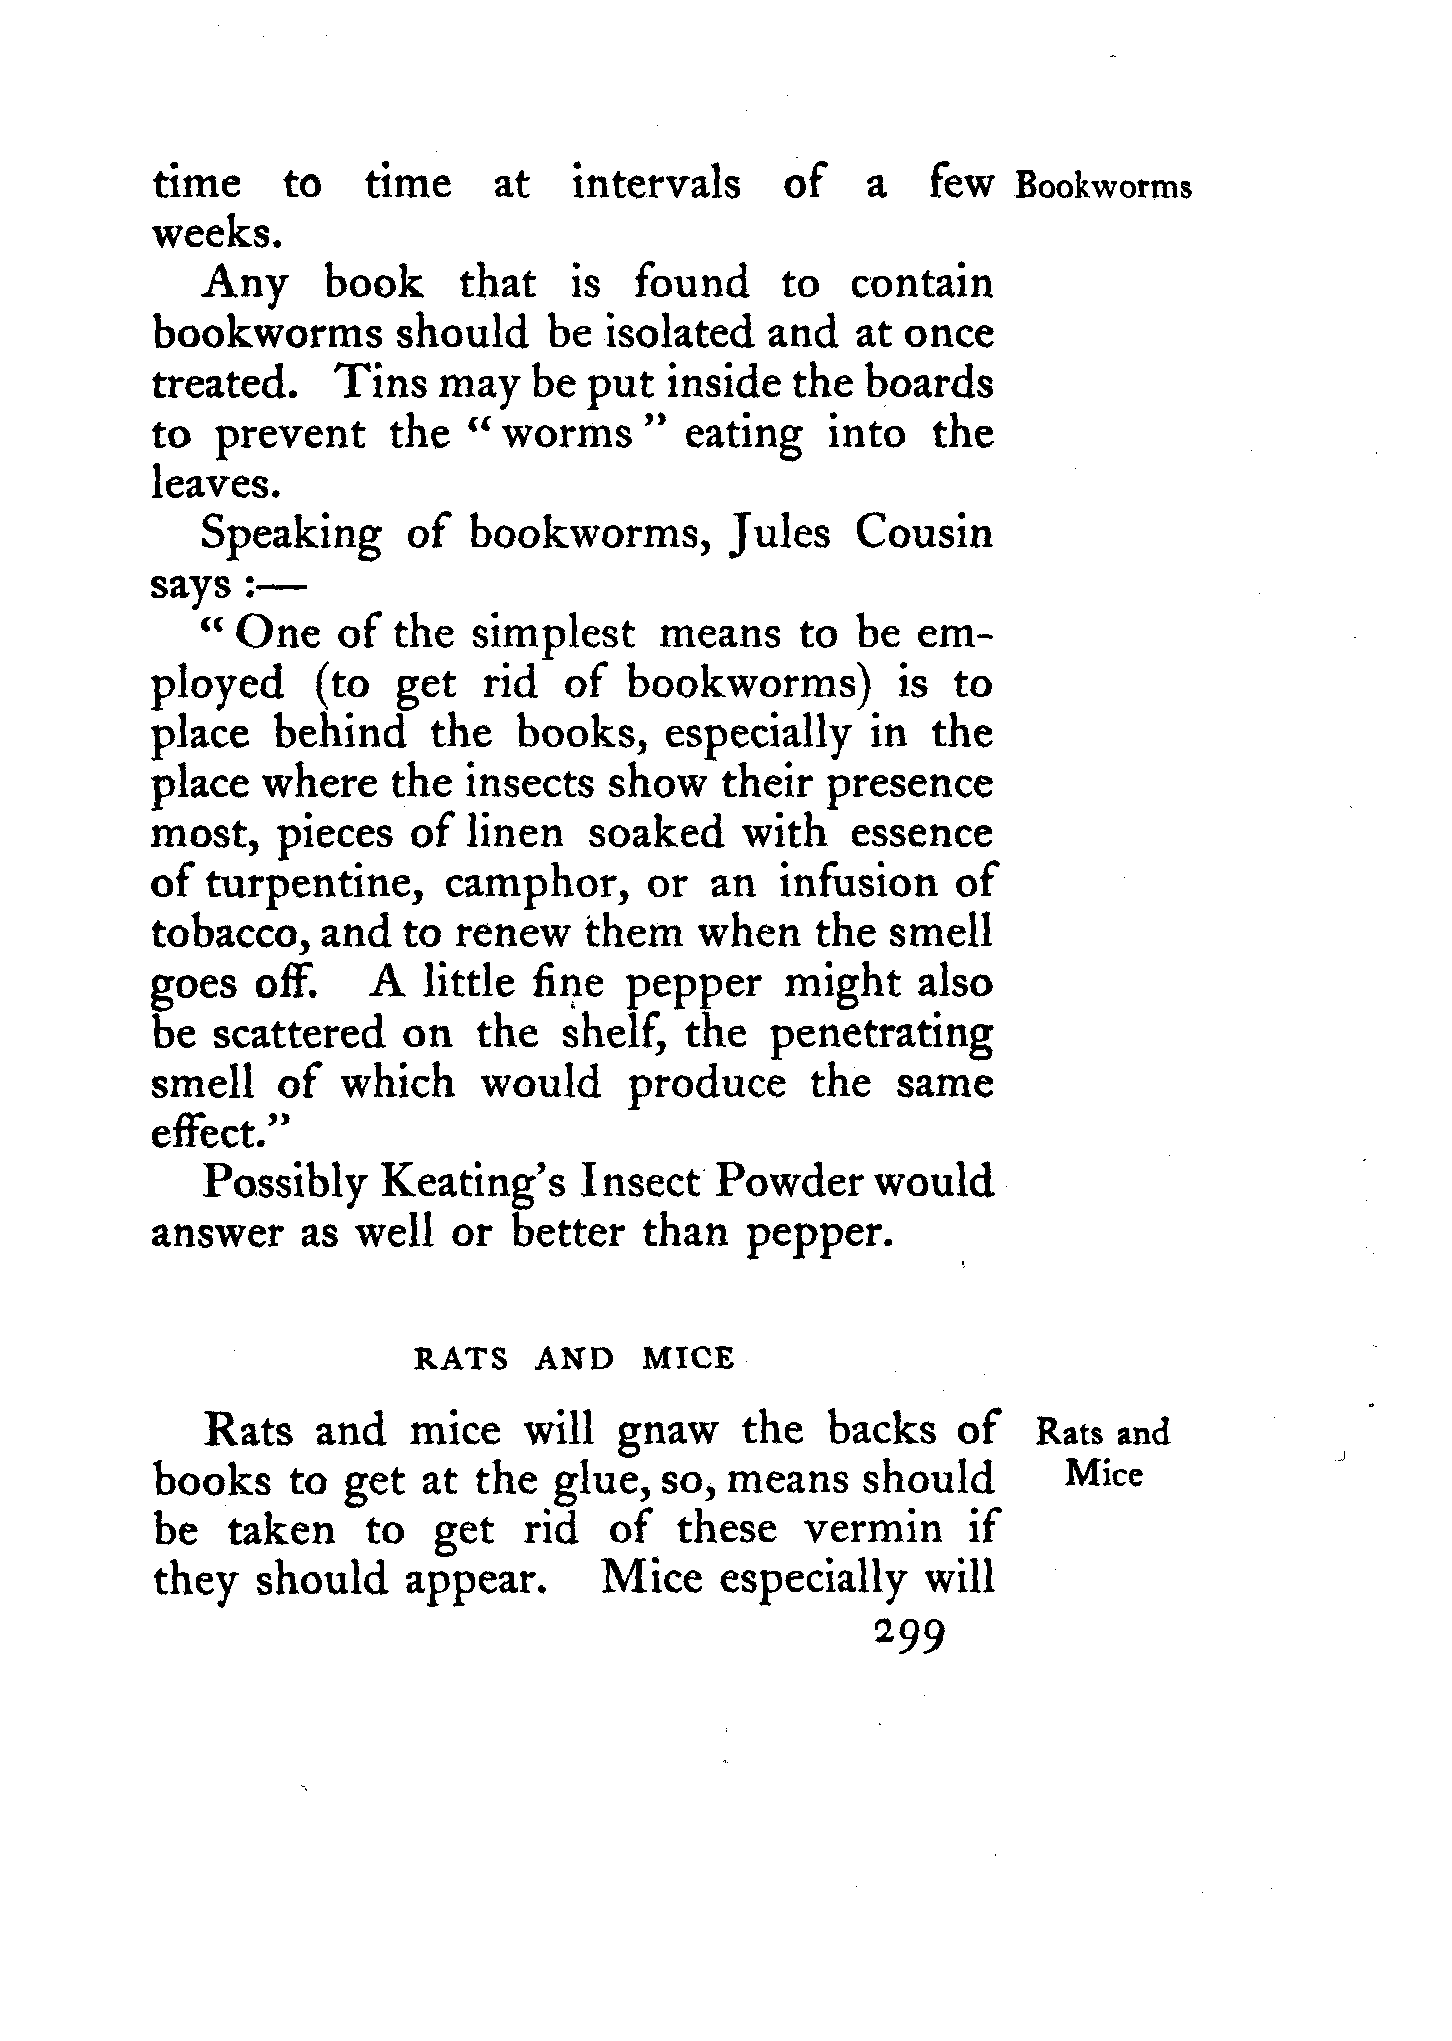 time to time at intervals of a few Bookworms
weeks.
Any book that is found to contain
bookworms should be isolated and at once
treated. Tins may be put inside the boards
to prevent the “ worms ” eating into the
leaves.
Speaking of bookworms, Jules Cousin
says :—
“ One of the simplest means to be em-
ployed (to get rid of bookworms) is to
place behind the books, especially in the
place where the insects show their presence
most, pieces of linen soaked with essence
of turpentine, camphor, or an infusion of
tobacco, and to renew them when the smell
goes off. A little fine pepper might also
be scattered on the shelf, the penetrating
smell of which would produce the same
effect.”
Possibly Keating’s Insect Powder would
answer as well or better than pepper.
RATS AND MICE
Rats and mice will gnaw the backs of Rats and
books to get at the glue, so, means should Mice
be taken to get rid of these vermin if
they should appear. Mice especially will
299